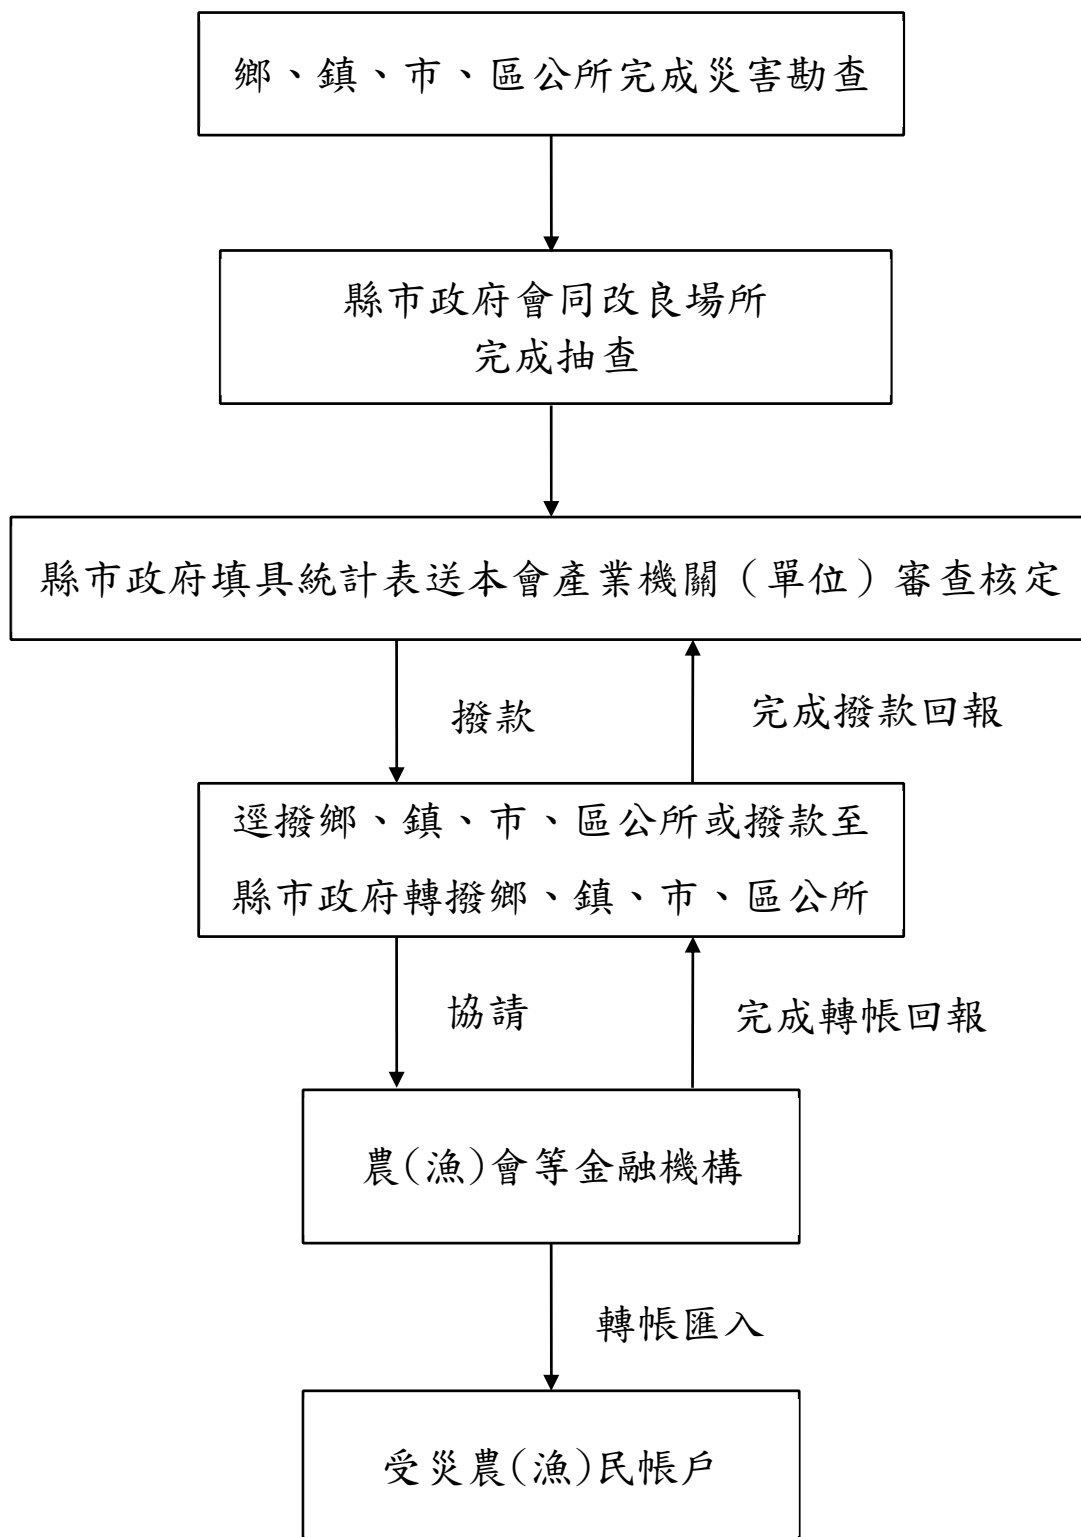 鄉、鎮、市、區公所完成災害勘查
縣市政府會同改良場所
完成抽查
縣市政府填具統計表送本會產業機關（單位）審查核定
撥款
完成撥款回報
逕撥鄉、鎮、市、區公所或撥款至
縣市政府轉撥鄉、鎮、市、區公所
協請
完成轉帳回報
農(漁)會等金融機構
轉帳匯入
受災農(漁)民帳戶